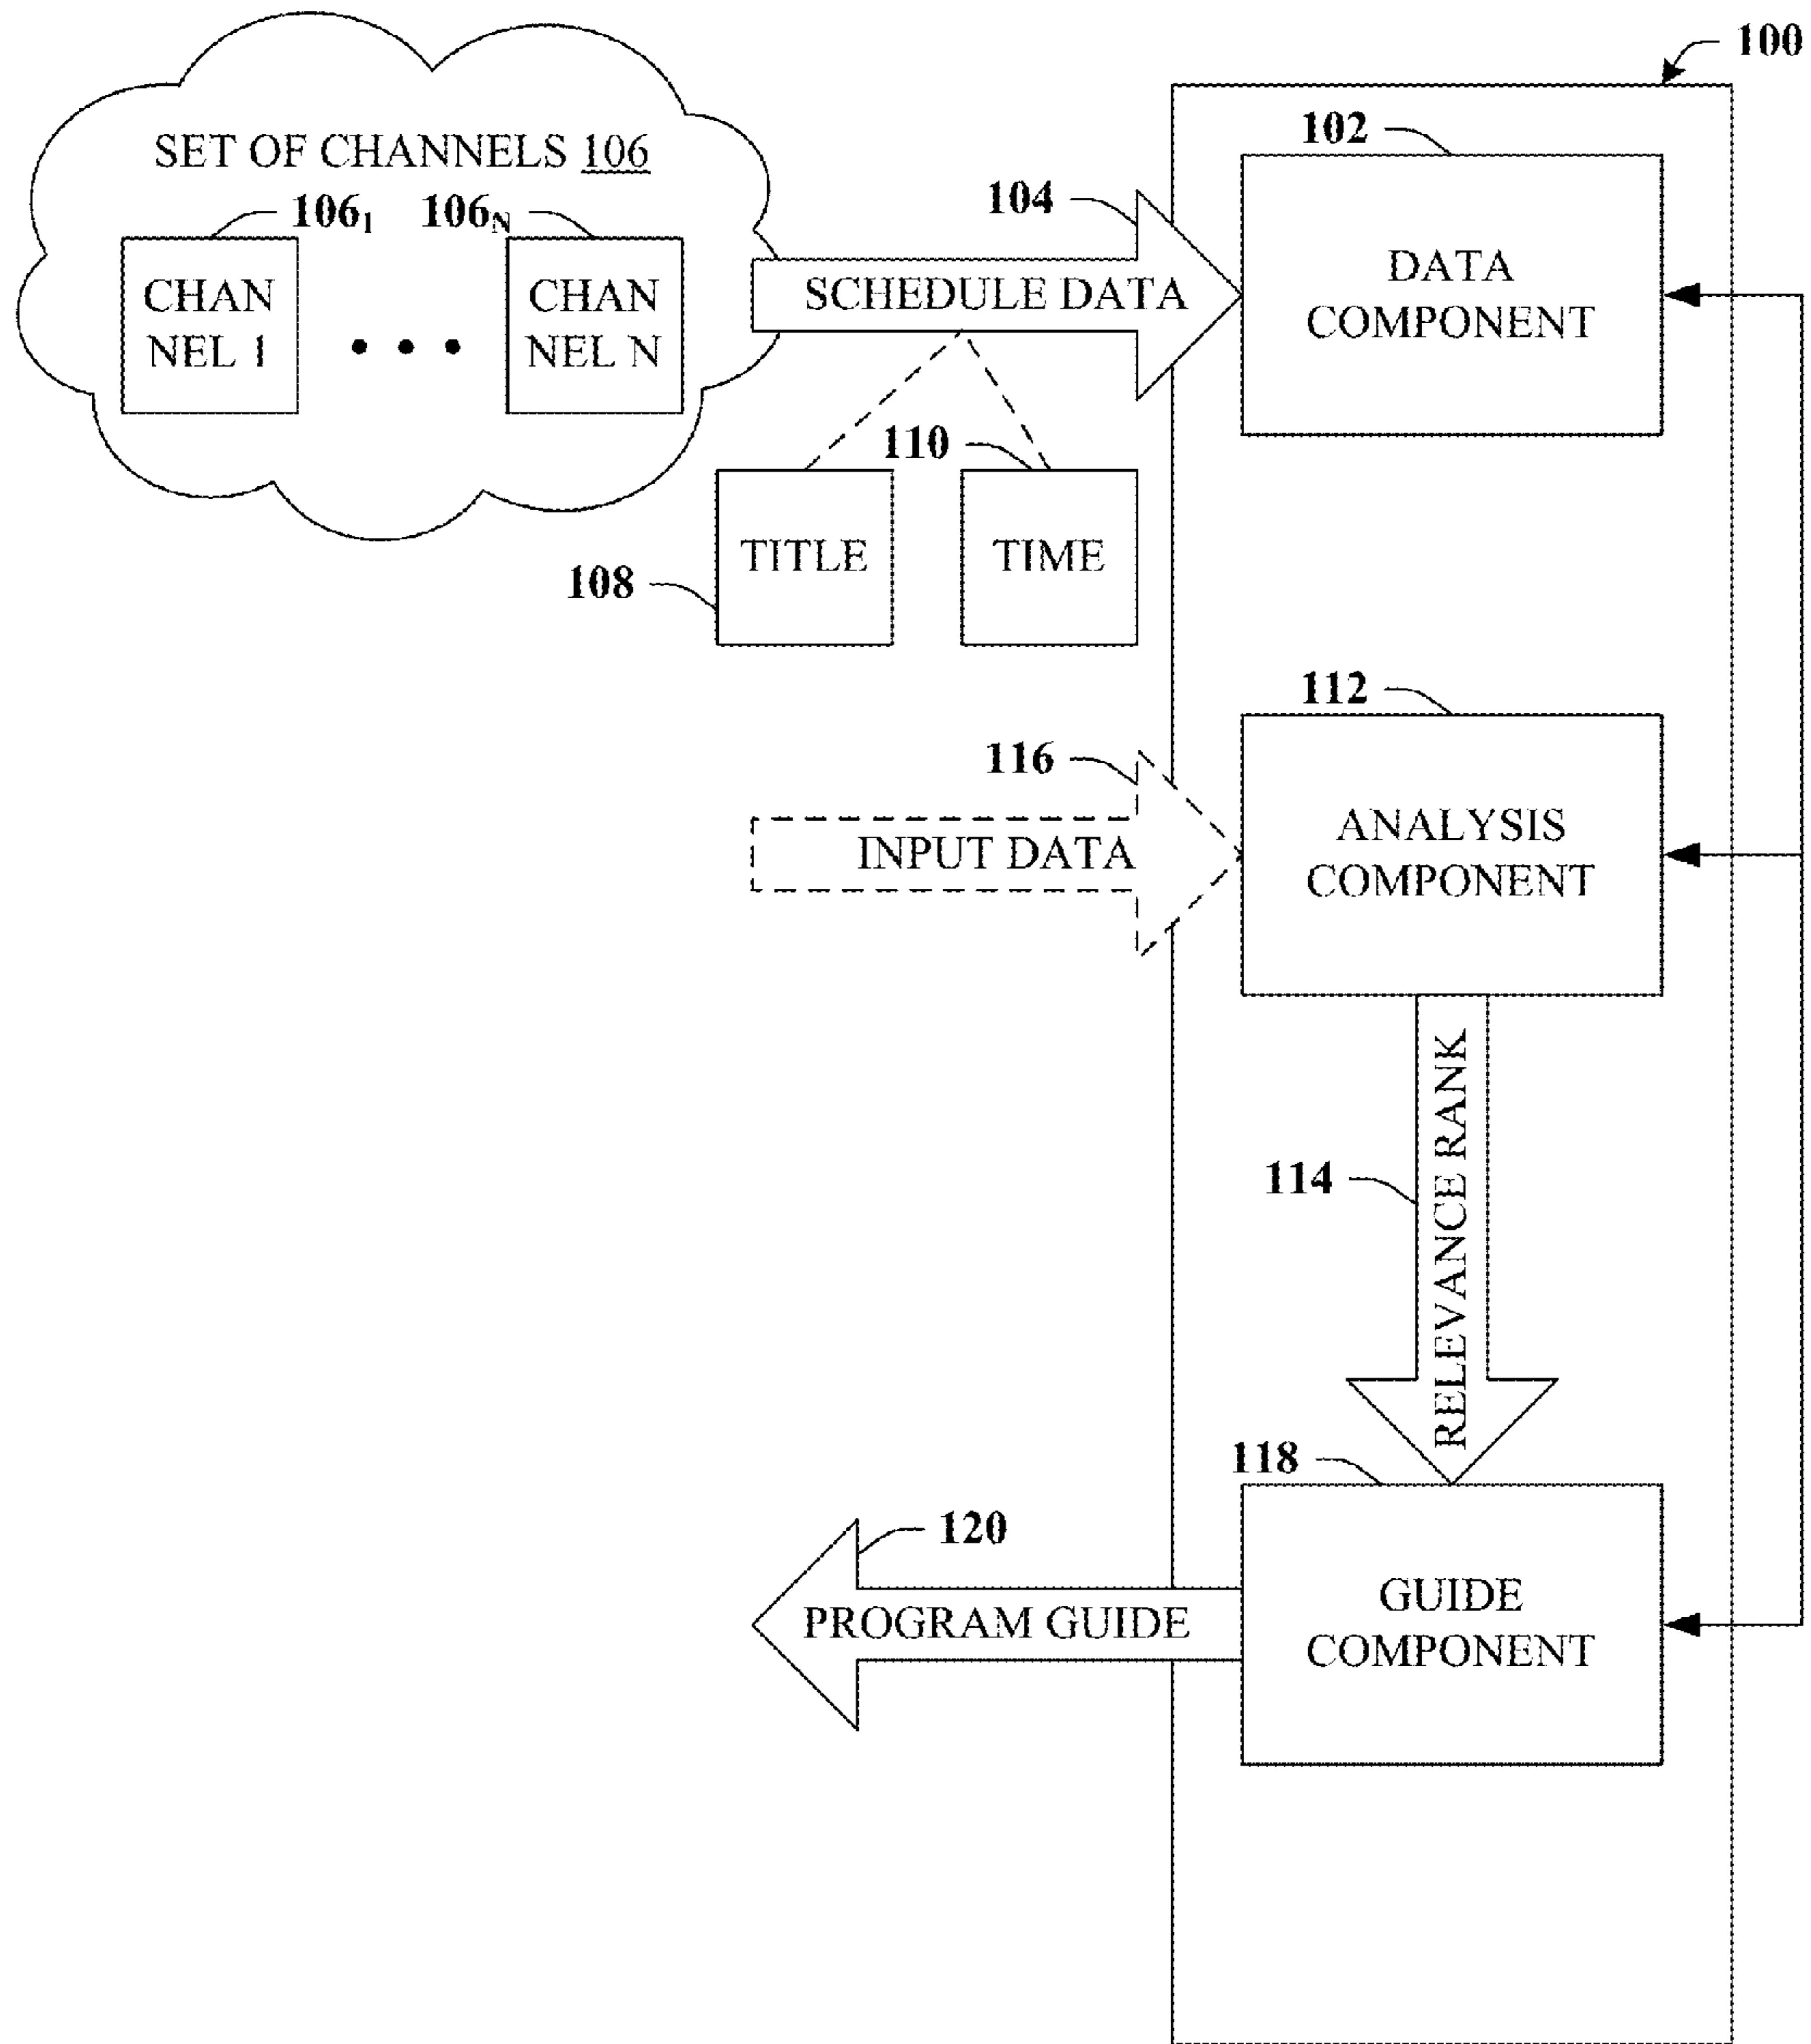 100
SET OF CHANNELS 106
106₁ 106N
CHAN
NEL 1
• • •
CHAN
NEL N
102
104
SCHEDULE DATA
DATA
COMPONENT
110
TITLE
TIME
108
112
116
INPUT DATA
ANALYSIS
COMPONENT
RELEVANCE RANK
114
118
120
PROGRAM GUIDE
GUIDE
COMPONENT